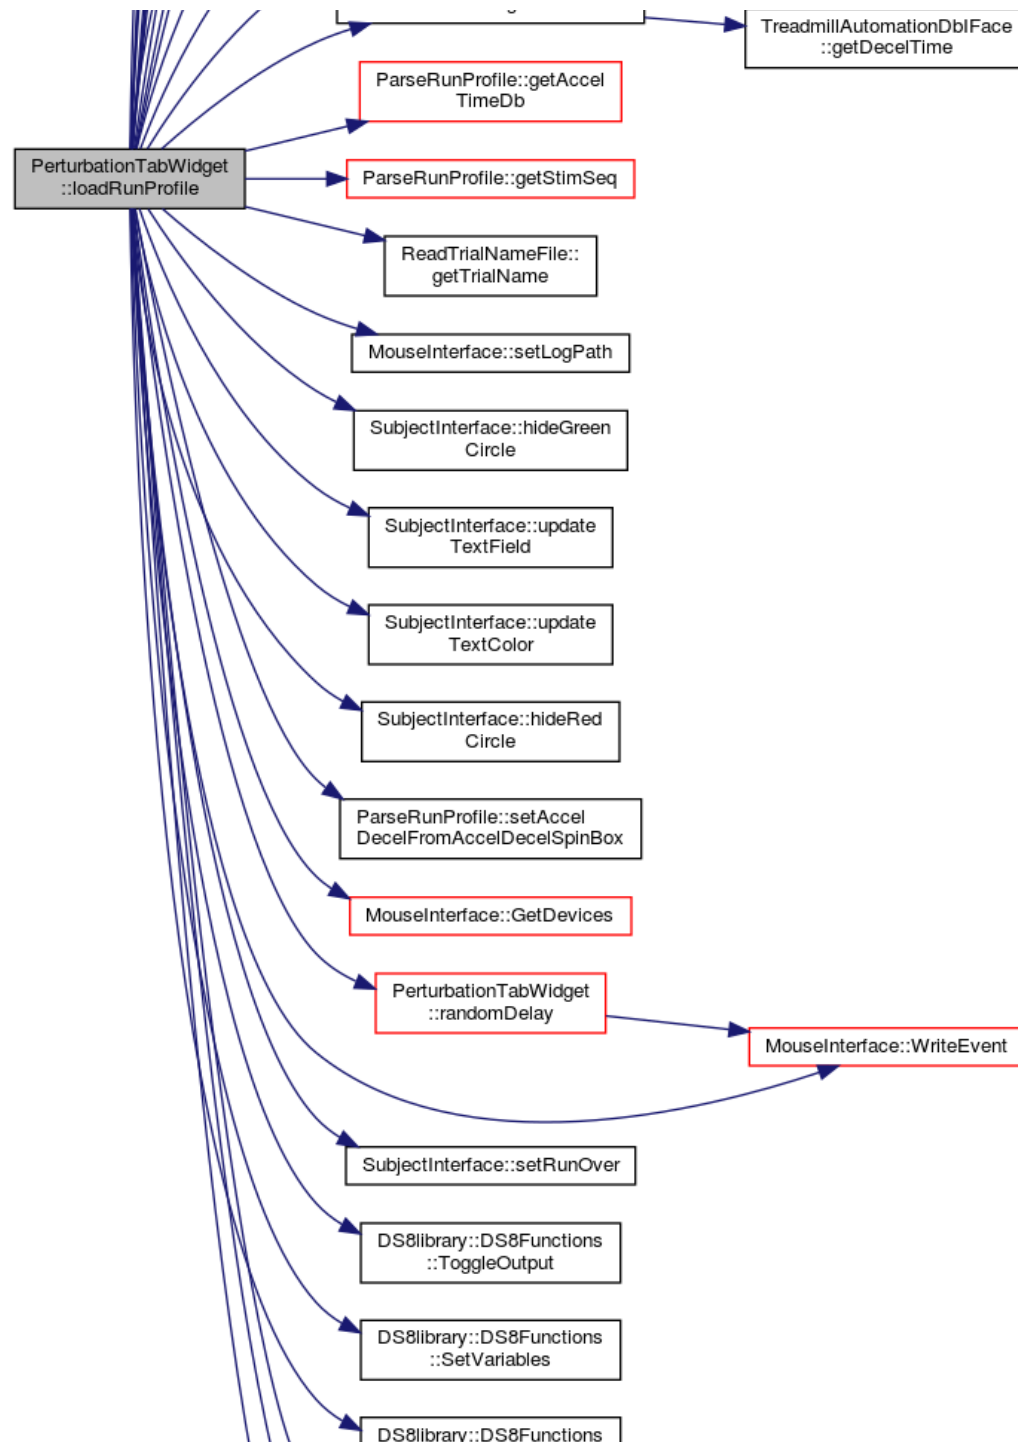 TreadmillAutomationDbIFace
::getDecelTime
ParseRunProfile::getAccel
TimeDb
PerturbationTabWidget
::loadRunProfile
ParseRunProfile::getStimSeq
ReadTrialNameFile::
getTrialName
MouseInterface::setLogPath
SubjectInterface::hideGreen
Circle
SubjectInterface::update
TextField
SubjectInterface::update
TextColor
SubjectInterface::hideRed
Circle
ParseRunProfile::setAccel
DecelFromAccelDecelSpinBox
MouseInterface::GetDevices
PerturbationTabWidget
::randomDelay
MouseInterface::WriteEvent
SubjectInterface::setRunOver
DS8library::DS8Functions
::ToggleOutput
DS8library::DS8Functions
::SetVariables
DS8library::DS8Functions